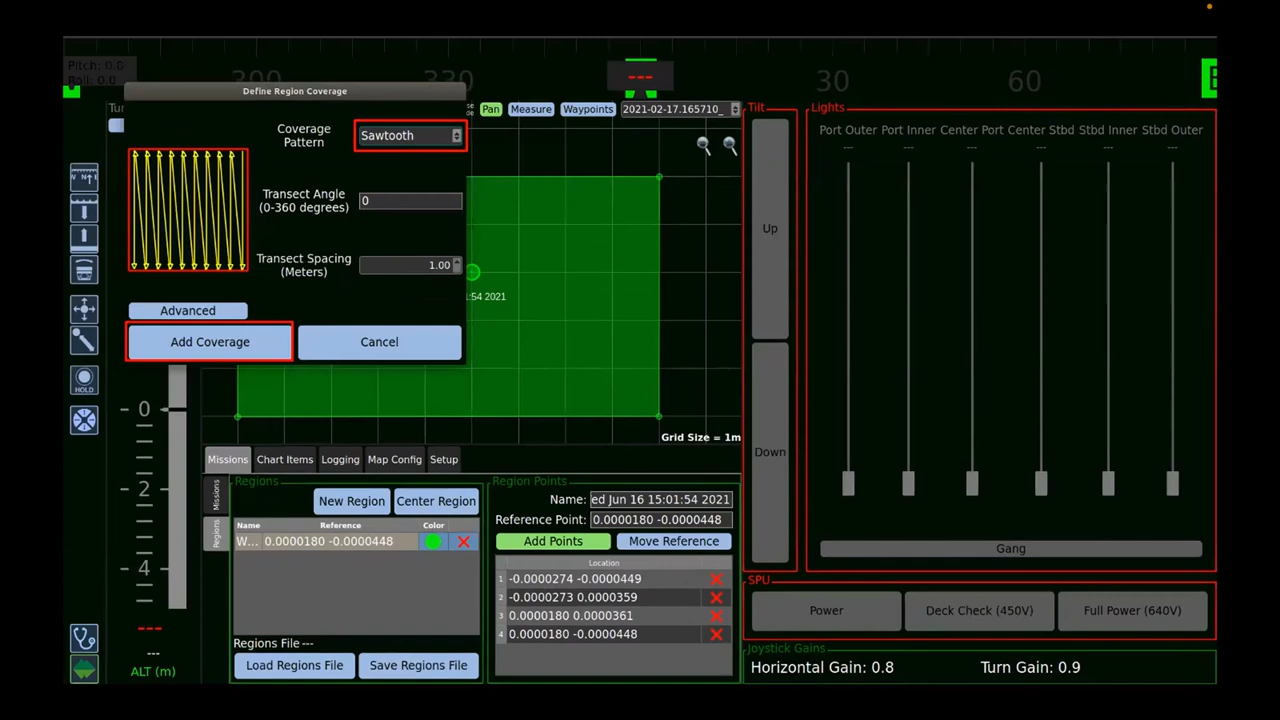 Pitch: 0.0
Roll: 0.0
300
330
---
30
60
Define Region Coverage
Coverage
Pattern
Sawtooth
Transect Angle
(0-360 degrees)
0
Transect Spacing
(Meters)
1.00
Advanced
Add Coverage
Cancel
Pan
Measure
Waypoints
2021-02-17.165710_
:54 2021
Grid Size = 1m
Tilt
Up
Down
Lights
Port Outer Port Inner Center Port Center Stbd Stbd Inner Stbd Outer
--- --- --- --- --- --- ---
Gang
SPU
Power
Deck Check (450V)
Full Power (640V)
Joystick Gains
Horizontal Gain: 0.8
Turn Gain: 0.9
HOLD
0
2
4
---
---
ALT (m)
Missions
Chart Items
Logging
Map Config
Setup
Missions
Regions
Regions
New Region
Center Region
Name Reference Color
W... 0.0000180 -0.0000448
Regions File ---
Load Regions File
Save Regions File
Region Points
Name: ed Jun 16 15:01:54 2021
Reference Point: 0.0000180 -0.0000448
Add Points
Move Reference
Location
1 -0.0000274 -0.0000449
2 -0.0000273 0.0000359
3 0.0000180 0.0000361
4 0.0000180 -0.0000448